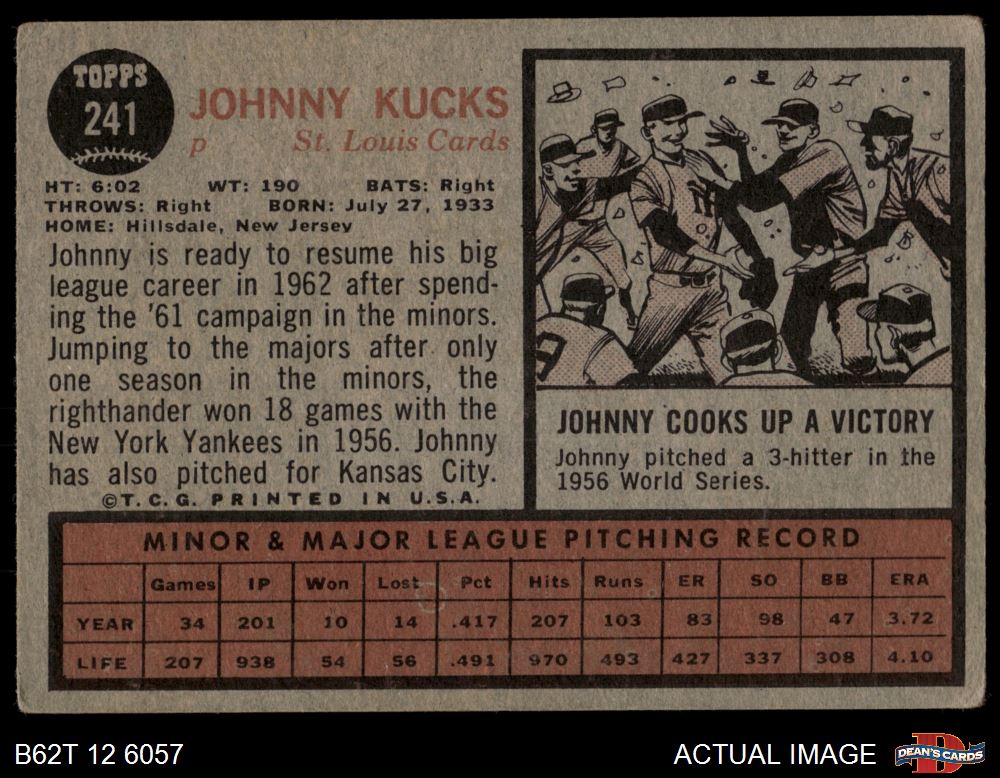 TOPPS
241
JOHNNY KUCKS
p St. Louis Cards
HT: 6:02 WT: 190 BATS: Right
THROWS: Right BORN: July 27, 1933
HOME: Hillsdale, New Jersey
Johnny is ready to resume his big
league career in 1962 after spend-
ing the '61 campaign in the minors.
Jumping to the majors after only
one season in the minors, the
righthander won 18 games with the
New York Yankees in 1956. Johnny
has also pitched for Kansas City.
©T.C.G. PRINTED IN U.S.A.
NY
9
JOHNNY COOKS UP A VICTORY
Johnny pitched a 3-hitter in the
1956 World Series.
MINOR & MAJOR LEAGUE PITCHING RECORD
Games IP Won Lost Pct Hits Runs ER SO BB ERA
YEAR 34 201 10 14 .417 207 103 83 98 47 3.72
LIFE 207 938 54 56 .491 970 493 427 337 308 4.10
B62T 12 6057
ACTUAL IMAGE
D
DEAN'S CARDS